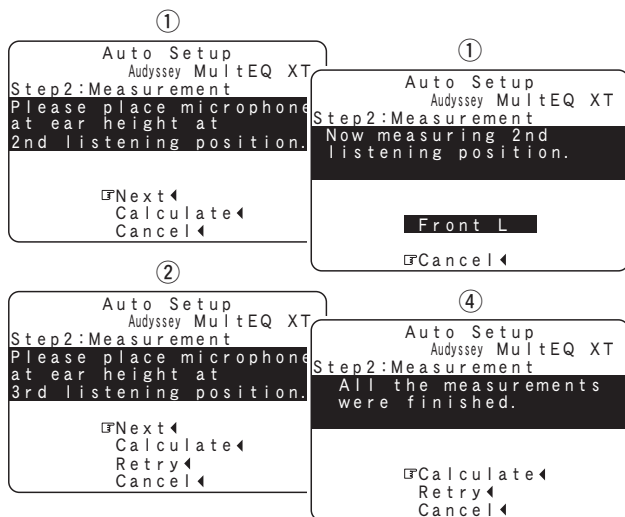 ①
Auto Setup
Audyssey MultEQ XT
Step2:Measurement
Please place microphone
at ear height at
2nd listening position.
☞Next◀
Calculate◀
Cancel◀
①
Auto Setup
Audyssey MultEQ XT
Step2:Measurement
Now measuring 2nd
listening position.
Front L
☞Cancel◀
②
Auto Setup
Audyssey MultEQ XT
Step2:Measurement
Please place microphone
at ear height at
3rd listening position.
☞Next◀
Calculate◀
Retry◀
Cancel◀
④
Auto Setup
Audyssey MultEQ XT
Step2:Measurement
All the measurements
were finished.
☞Calculate◀
Retry◀
Cancel◀